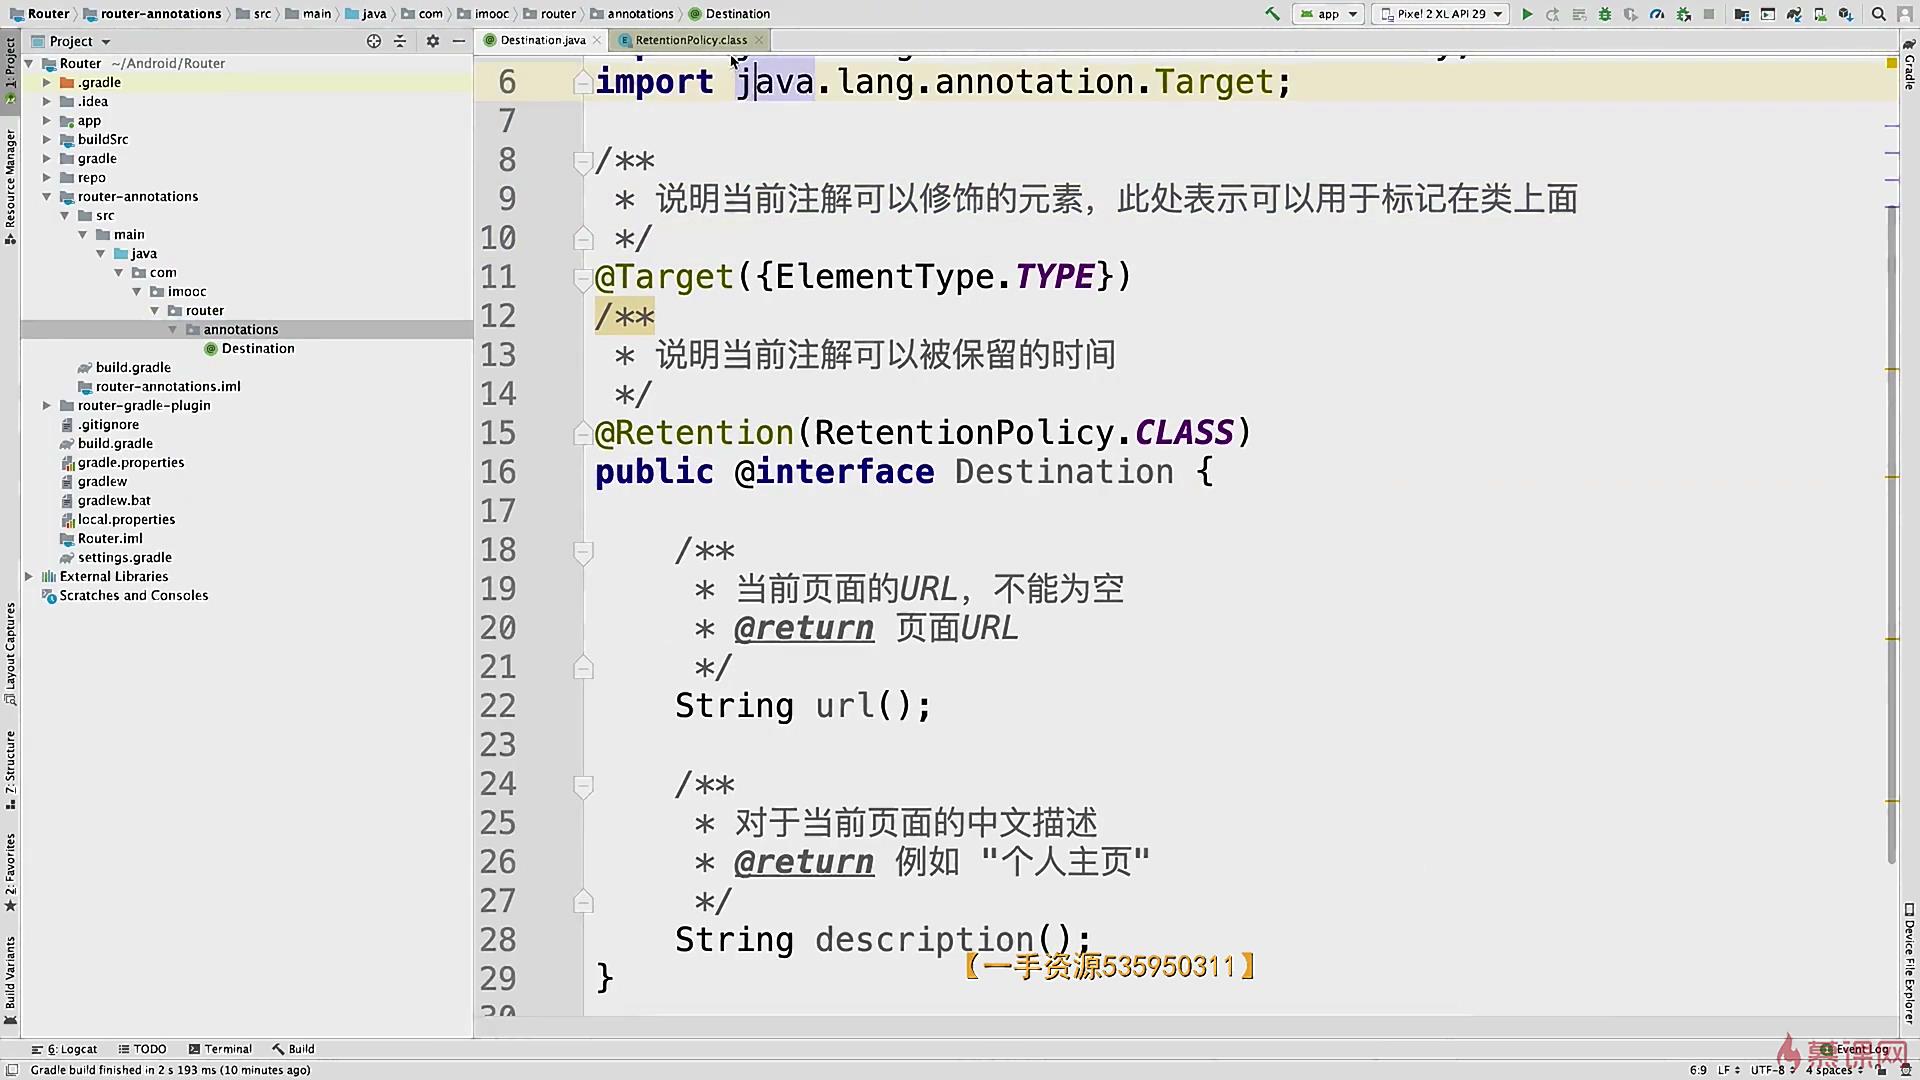 Router router-annotations src main java com imooc router annotations Destination
app Pixel 2 XL API 29
Project
Destination.java RetentionPolicy.class
1: Project
Resource Manager
Layout Captures
7: Structure
2: Favorites
Build Variants
Gradle
Device File Explorer
Router ~/Android/Router
.gradle
.idea
app
buildSrc
gradle
repo
router-annotations
src
main
java
com
imooc
router
annotations
Destination
build.gradle
router-annotations.iml
router-gradle-plugin
.gitignore
build.gradle
gradle.properties
gradlew
gradlew.bat
local.properties
Router.iml
settings.gradle
External Libraries
Scratches and Consoles
6 import java.lang.annotation.Target;
7
8 /**
9 * 说明当前注解可以修饰的元素，此处表示可以用于标记在类上面
10 */
11 @Target({ElementType.TYPE})
12 /**
13 * 说明当前注解可以被保留的时间
14 */
15 @Retention(RetentionPolicy.CLASS)
16 public @interface Destination {
17
18 /**
19 * 当前页面的URL，不能为空
20 * @return 页面URL
21 */
22 String url();
23
24 /**
25 * 对于当前页面的中文描述
26 * @return 例如 "个人主页"
27 */
28 String description();
29 }
30
【一手资源535950311】
6: Logcat TODO Terminal Build
Event Log
慕课网
Gradle build finished in 2 s 193 ms (10 minutes ago)
6:9 LF UTF-8 4 spaces